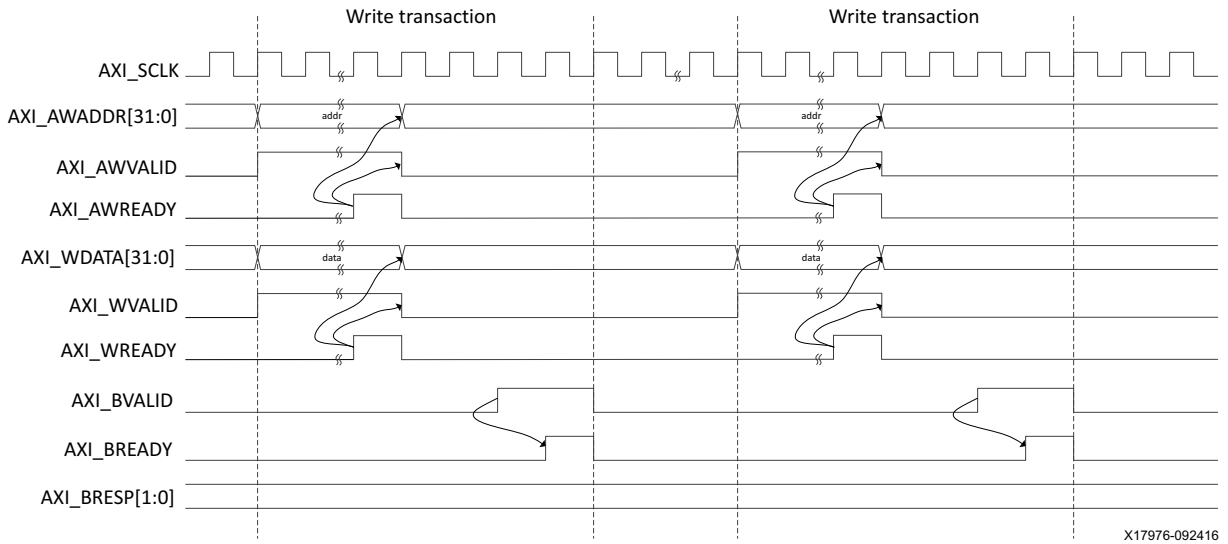 Write transaction Write transaction
AXI_SCLK
AXI_AWADDR[31:0] addr addr
AXI_AWVALID
AXI_AWREADY
AXI_WDATA[31:0] data data
AXI_WVALID
AXI_WREADY
AXI_BVALID
AXI_BREADY
AXI_BRESP[1:0]
X17976-092416